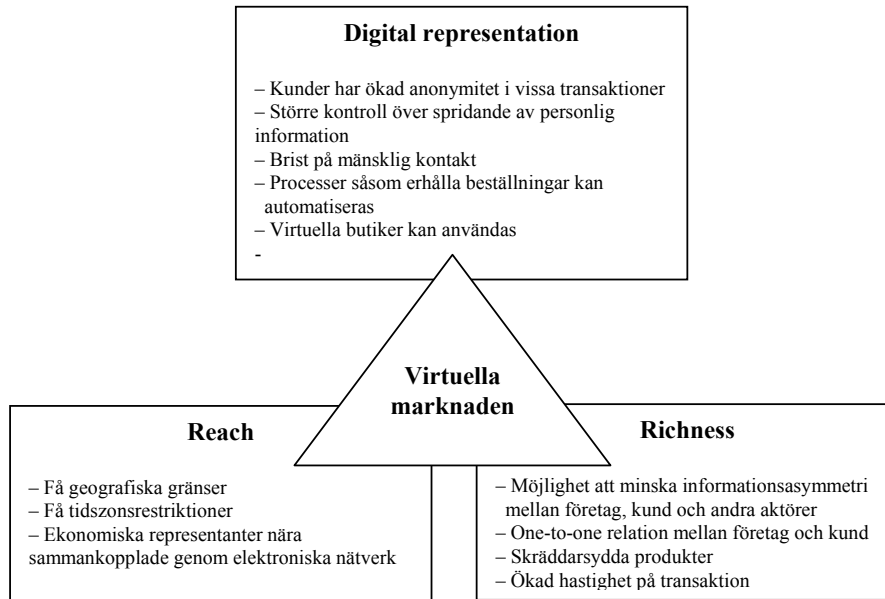 Digital representation
– Kunder har ökad anonymitet i vissa transaktioner
– Större kontroll över spridande av personlig
information
– Brist på mänsklig kontakt
– Processer såsom erhålla beställningar kan
automatiseras
– Virtuella butiker kan användas
-
Virtuella
marknaden
Reach
– Få geografiska gränser
– Få tidszonsrestriktioner
– Ekonomiska representanter nära
sammankopplade genom elektroniska nätverk
Richness
– Möjlighet att minska informationsasymmetri
mellan företag, kund och andra aktörer
– One-to-one relation mellan företag och kund
– Skräddarsydda produkter
– Ökad hastighet på transaktion